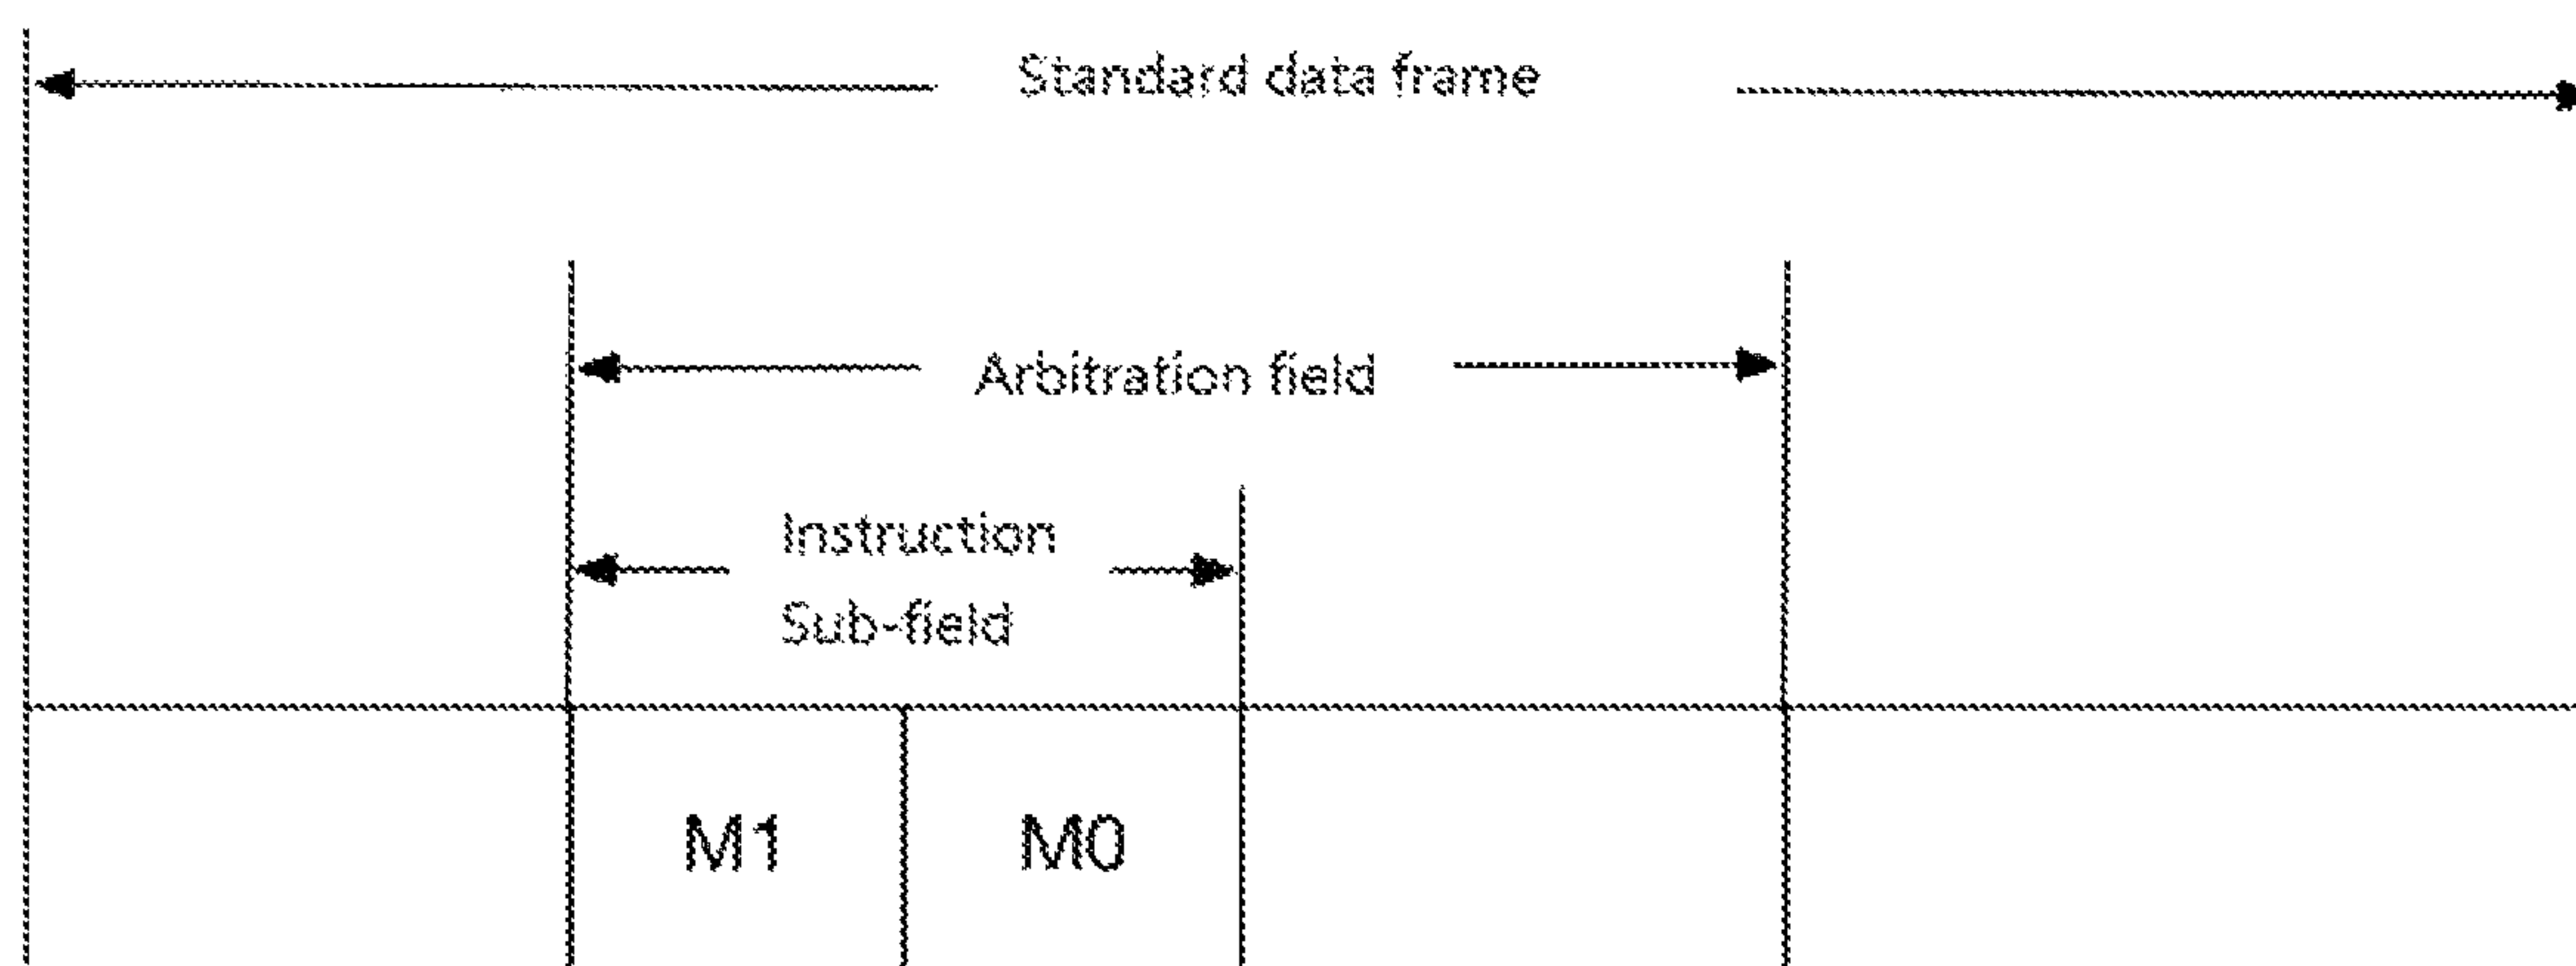 Standard data frame
Arbitration field
Instruction
Sub-field
M1 M0